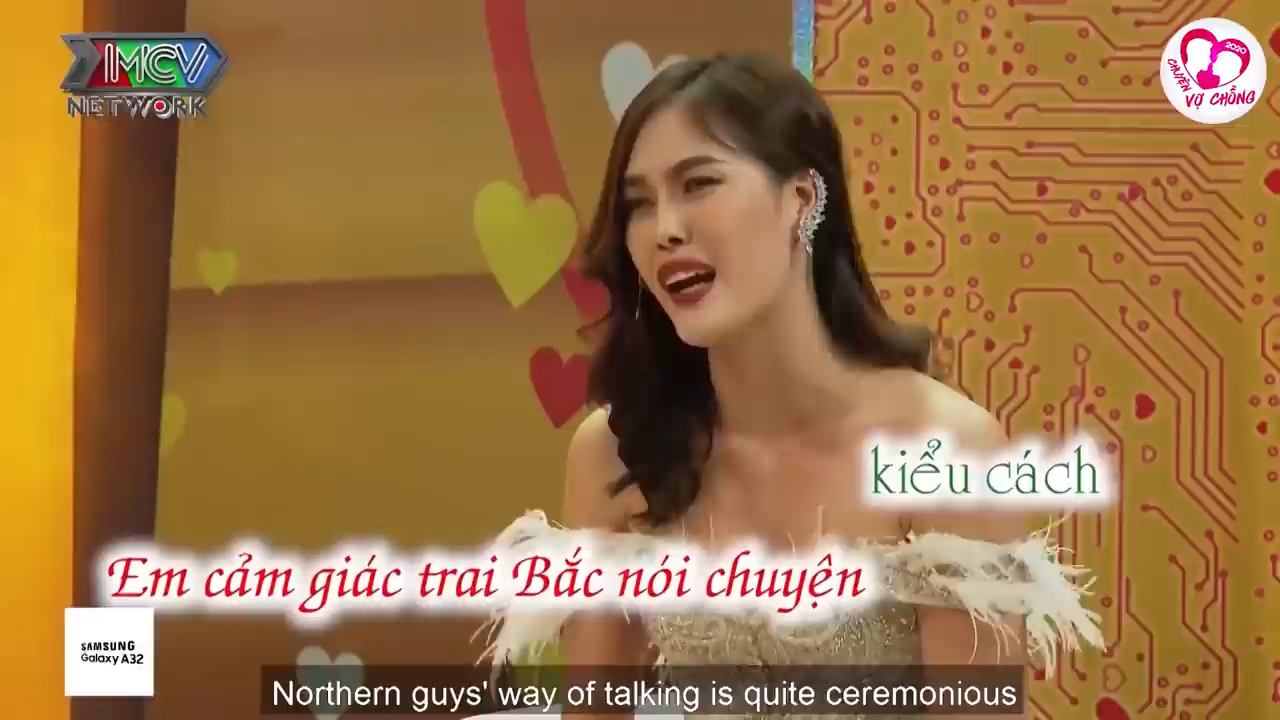 MCV
NETWORK
2020
CHUYỆN
VỢ CHỒNG
kiểu cách
Em cảm giác trai Bắc nói chuyện
SAMSUNG
Galaxy A32
Northern guys' way of talking is quite ceremonious